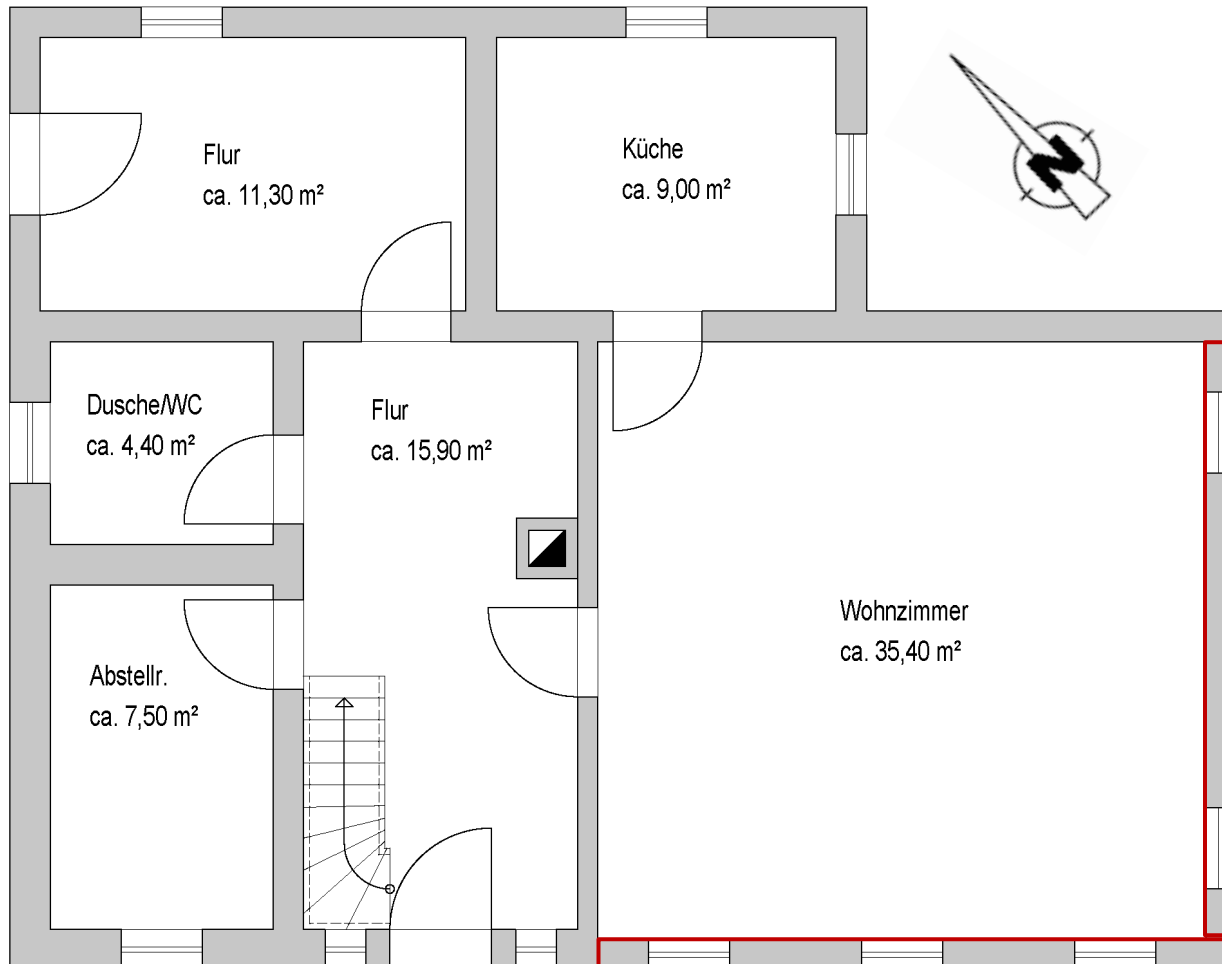 Flur
ca. 11,30 m²
Küche
ca. 9,00 m²
N
Dusche/WC
ca. 4,40 m²
Flur
ca. 15,90 m²
Wohnzimmer
ca. 35,40 m²
Abstellr.
ca. 7,50 m²